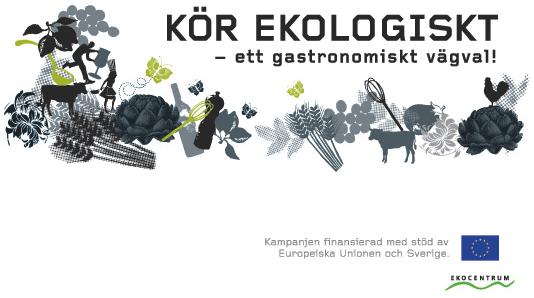 KÖR EKOLOGISKT
– ett gastronomiskt vägval!
Kampanjen finansierad med stöd av
Europeiska Unionen och Sverige.
EKOCENTRUM